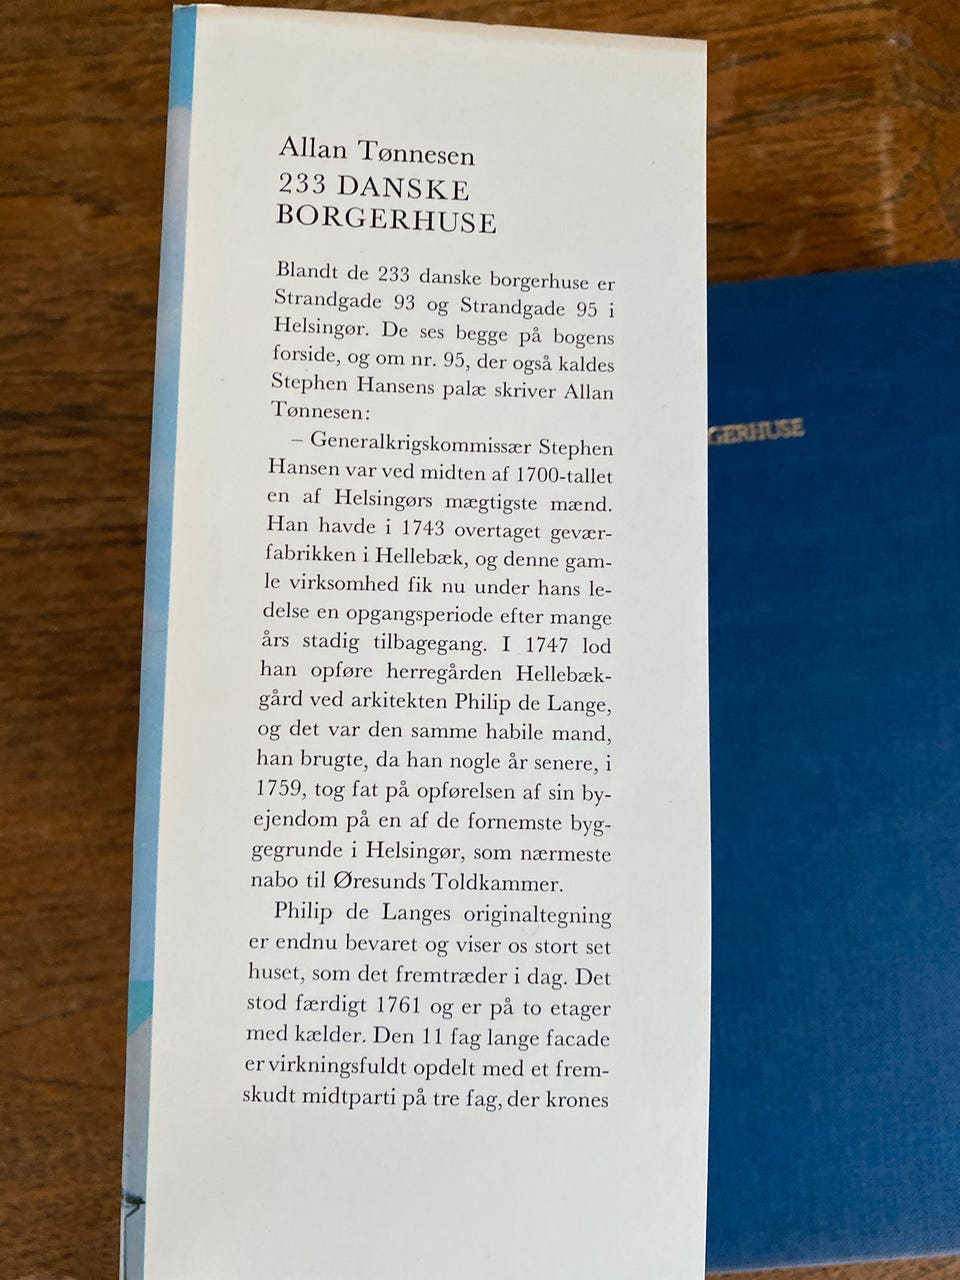 Allan Tønnesen
233 DANSKE
BORGERHUSE
Blandt de 233 danske borgerhuse er
Strandgade 93 og Strandgade 95 i
Helsingør. De ses begge på bogens
forside, og om nr. 95, der også kaldes
Stephen Hansens palæ skriver Allan
Tønnesen:
– Generalkrigskommissær Stephen
Hansen var ved midten af 1700-tallet
en af Helsingørs mægtigste mænd.
Han havde i 1743 overtaget gevær-
fabrikken i Hellebæk, og denne gam-
le virksomhed fik nu under hans le-
delse en opgangsperiode efter mange
års stadig tilbagegang. I 1747 lod
han opføre herregården Hellebæk-
gård ved arkitekten Philip de Lange,
og det var den samme habile mand,
han brugte, da han nogle år senere, i
1759, tog fat på opførelsen af sin by-
ejendom på en af de fornemste byg-
gegrunde i Helsingør, som nærmeste
nabo til Øresunds Toldkammer.
Philip de Langes originaltegning
er endnu bevaret og viser os stort set
huset, som det fremtræder i dag. Det
stod færdigt 1761 og er på to etager
med kælder. Den 11 fag lange facade
er virkningsfuldt opdelt med et frem-
skudt midtparti på tre fag, der krones
GERHUSE